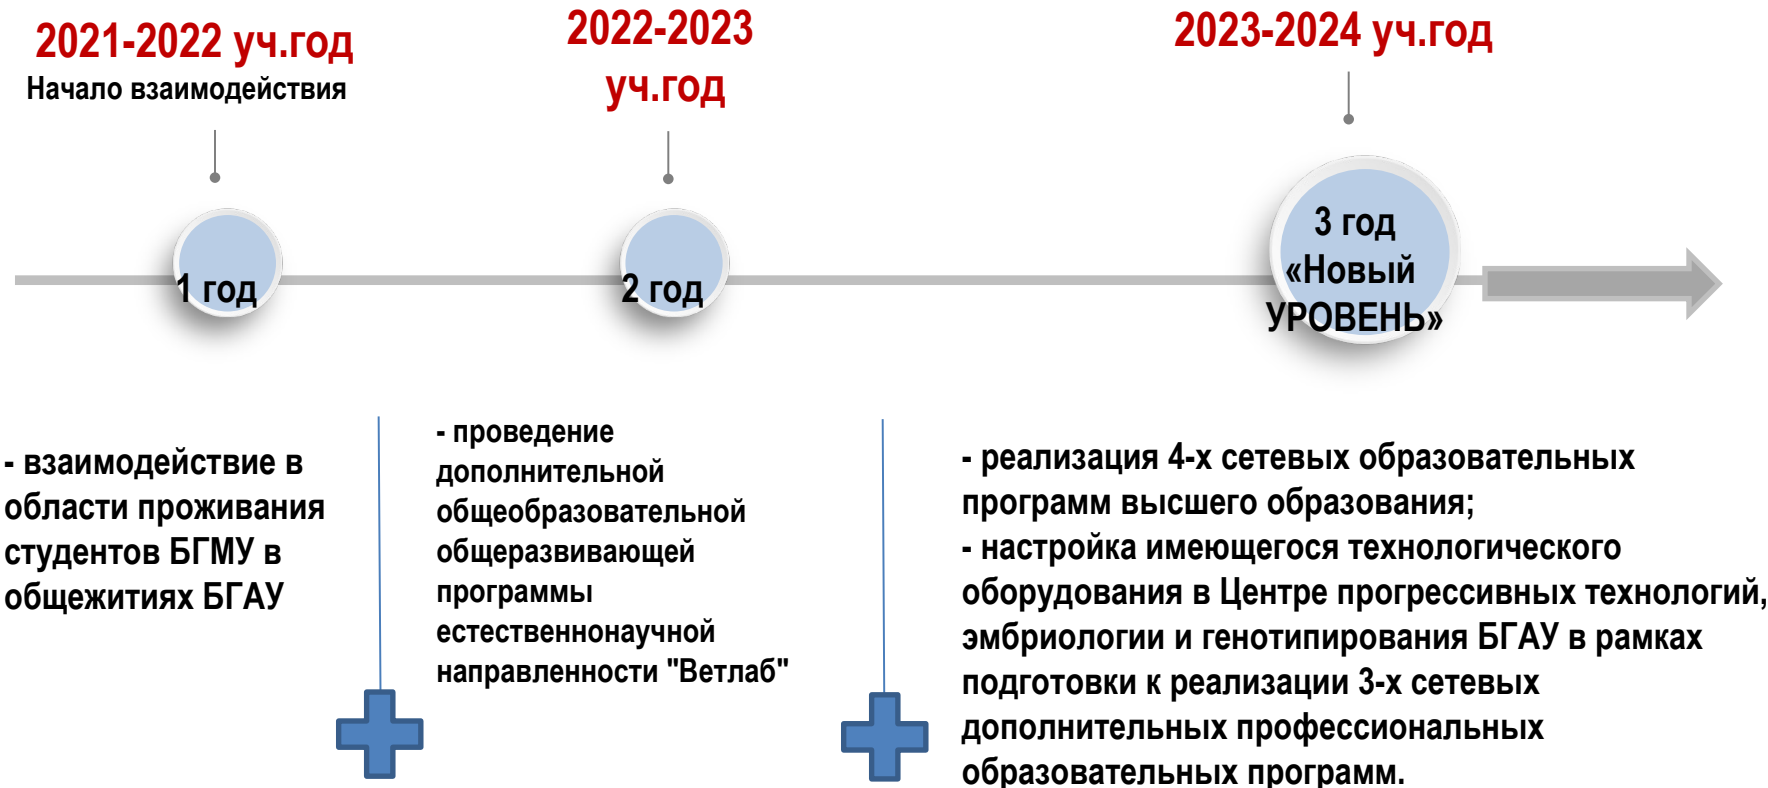 2021-2022 уч.год
Начало взаимодействия
2022-2023
уч.год
2023-2024 уч.год
1 год
2 год
3 год
«Новый
УРОВЕНЬ»
- взаимодействие в
области проживания
студентов БГМУ в
общежитиях БГАУ
- проведение
дополнительной
общеобразовательной
общеразвивающей
программы
естественнонаучной
направленности "Ветлаб"
- реализация 4-х сетевых образовательных
программ высшего образования;
- настройка имеющегося технологического
оборудования в Центре прогрессивных технологий,
эмбриологии и генотипирования БГАУ в рамках
подготовки к реализации 3-х сетевых
дополнительных профессиональных
образовательных программ.